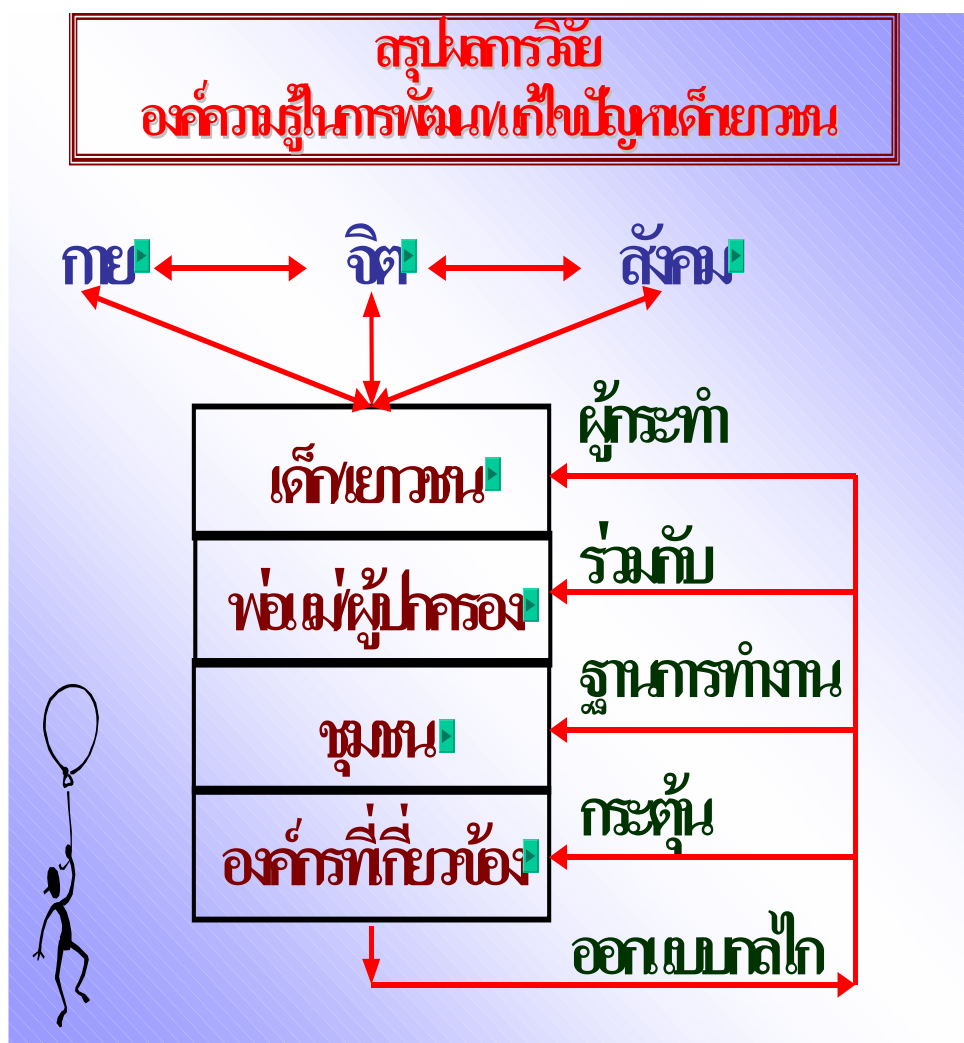 สรุปผลการวิจัย
องค์ความรู้ในการพัฒนา/แก้ไขปัญหาเด็กเยาวชน
กาย จิต สังคม
ผู้กระทำ
เด็ก/เยาวชน
ร่วมกับ
พ่อแม่/ผู้ปกครอง
ฐานการทำงาน
ชุมชน
กระตุ้น
องค์กรที่เกี่ยวข้อง
ออกแบบกลไก